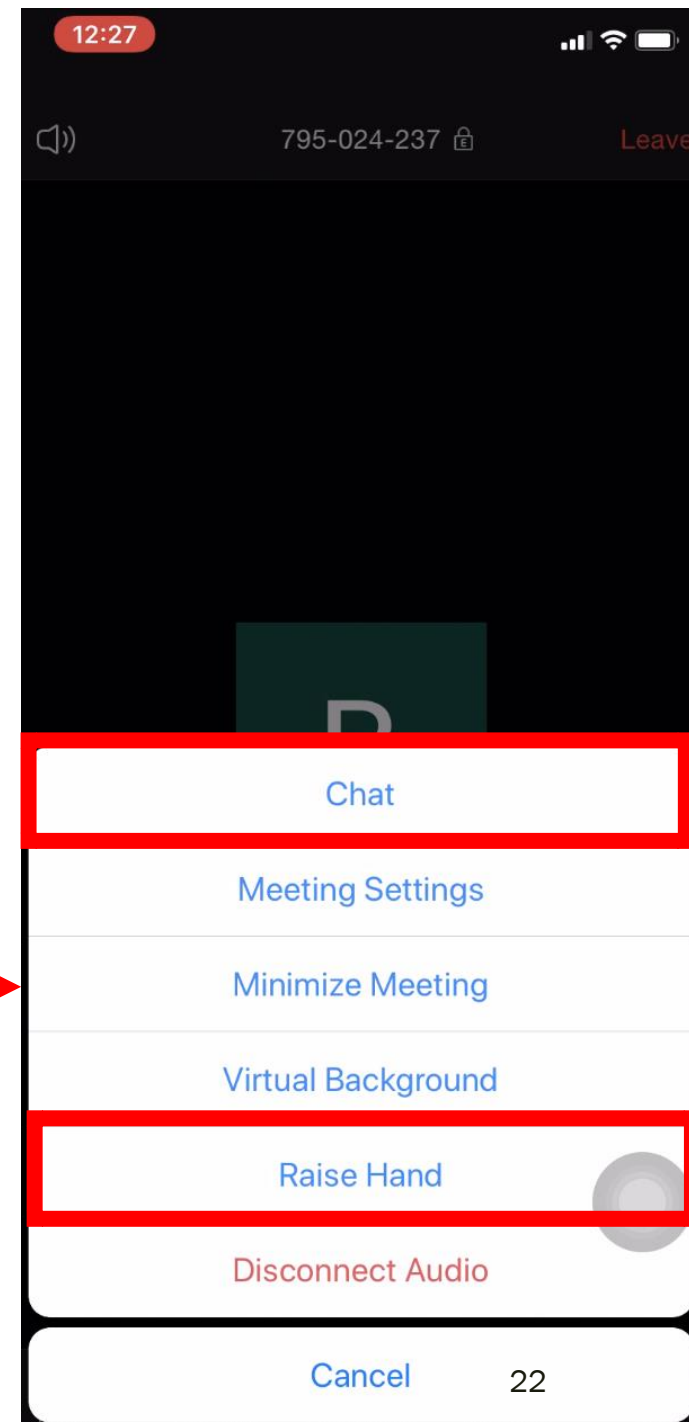 12:27
795-024-237
Leave
Chat
Meeting Settings
Minimize Meeting
Virtual Background
Raise Hand
Disconnect Audio
Cancel
22